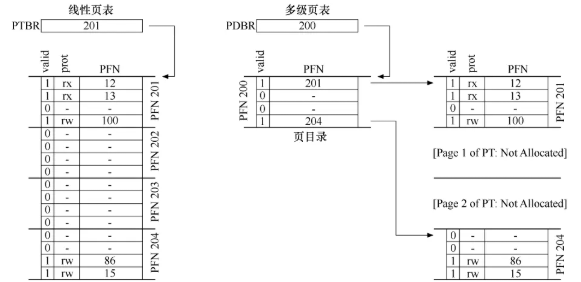 线性页表
PTBR 201
valid prot PFN
1 rx 12
1 rx 13
0 - -
1 rw 100
PFN 201
0 - -
0 - -
0 - -
0 - -
PFN 202
0 - -
0 - -
0 - -
0 - -
PFN 203
0 - -
0 - -
1 rw 86
1 rw 15
PFN 204
多级页表
PDBR 200
valid PFN
PFN 200
1 201
0 -
0 -
1 204
页目录
valid prot PFN
1 rx 12
1 rx 13
0 - -
1 rw 100
PFN 201
[Page 1 of PT: Not Allocated]
[Page 2 of PT: Not Allocated]
0 - -
0 - -
1 rw 86
1 rw 15
PFN 204